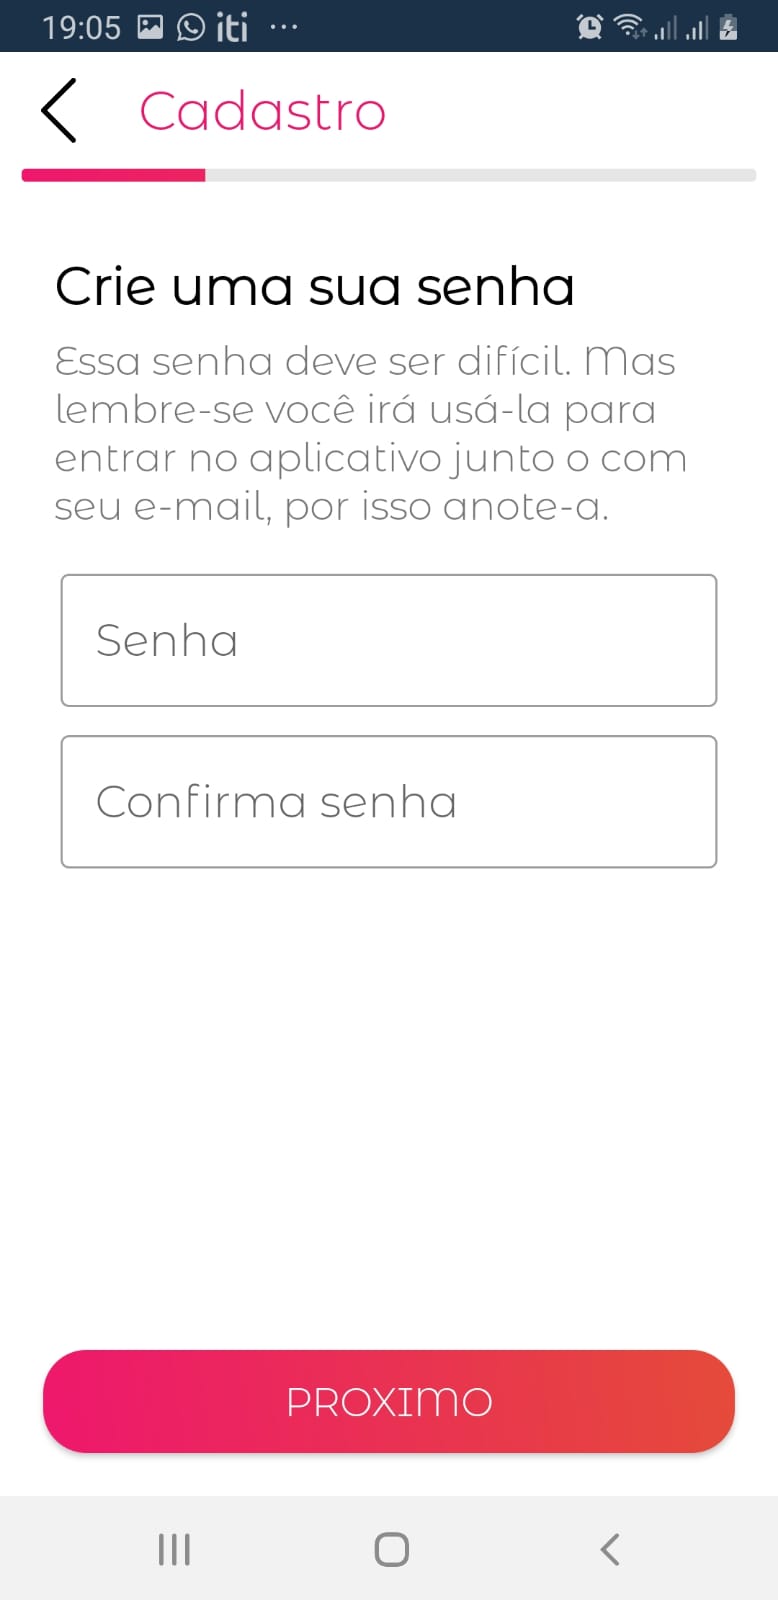 19:05 iti ...
Cadastro
Crie uma sua senha
Essa senha deve ser difícil. Mas
lembre-se você irá usá-la para
entrar no aplicativo junto o com
seu e-mail, por isso anote-a.
Senha
Confirma senha
PROXIMO